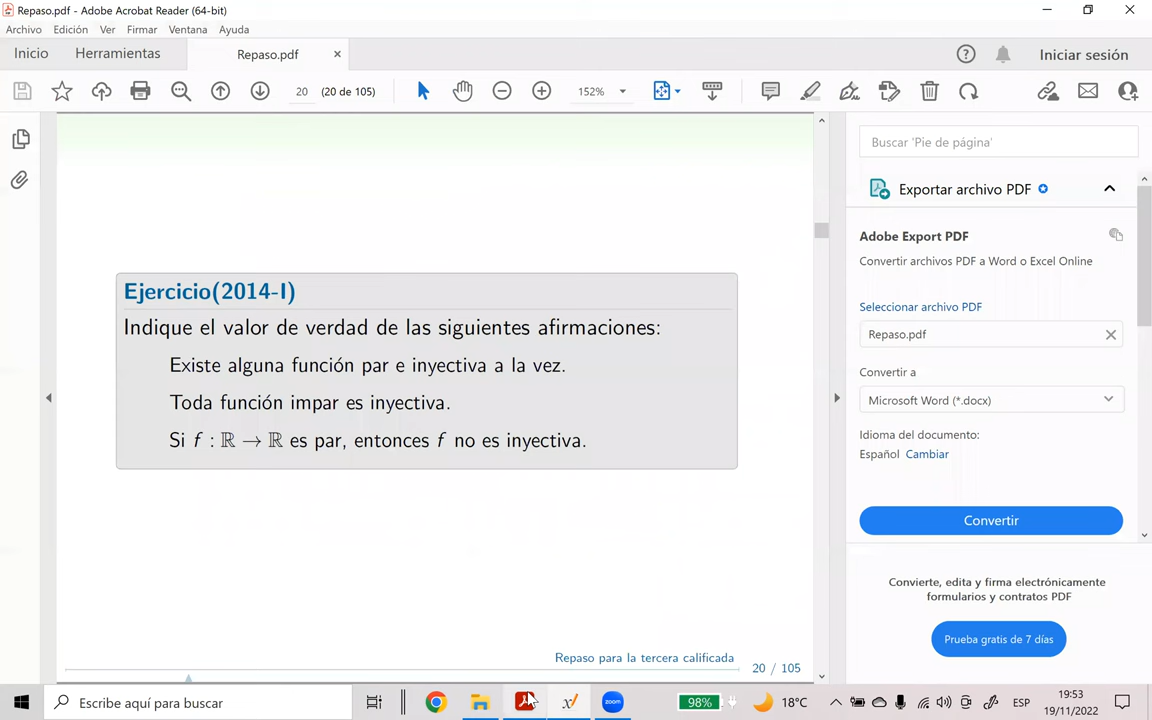 Repaso.pdf - Adobe Acrobat Reader (64-bit)
Archivo Edición Ver Firmar Ventana Ayuda
Inicio Herramientas Repaso.pdf × Iniciar sesión
20 (20 de 105) 152%
Buscar 'Pie de página'
Exportar archivo PDF
Adobe Export PDF
Convertir archivos PDF a Word o Excel Online
Seleccionar archivo PDF
Repaso.pdf
Convertir a
Microsoft Word (*.docx)
Idioma del documento:
Español Cambiar
Convertir
Convierte, edita y firma electrónicamente
formularios y contratos PDF
Prueba gratis de 7 días
Ejercicio(2014-I)
Indique el valor de verdad de las siguientes afirmaciones:
Existe alguna función par e inyectiva a la vez.
Toda función impar es inyectiva.
Si f : ℝ → ℝ es par, entonces f no es inyectiva.
Repaso para la tercera calificada
20 / 105
Escribe aquí para buscar
zoom
98%
18°C
ESP
19:53
19/11/2022